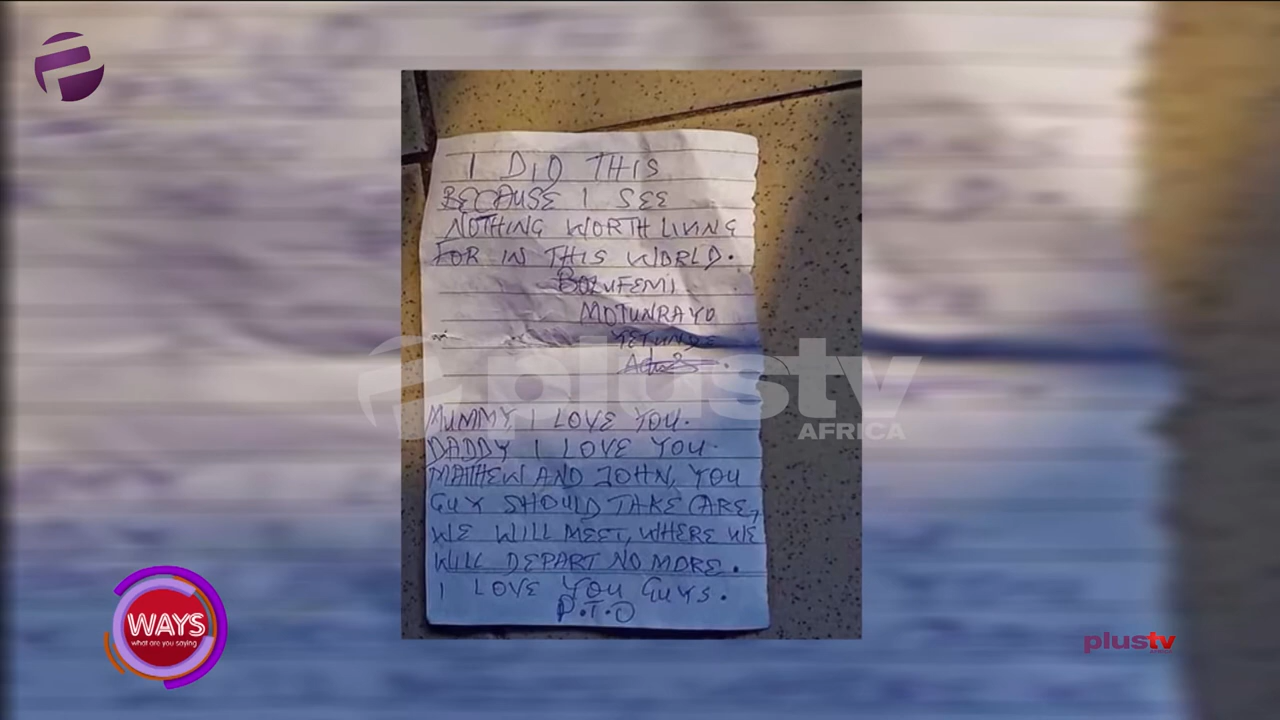 I DID THIS
BECAUSE I SEE
NOTHING WORTH LIVING
FOR IN THIS WORLD.
BOLUFEMI
MOTUNRAYO
YETUNDE
MUMMY, I LOVE YOU.
DADDY I LOVE YOU.
MATHEW AND JOHN, YOU
GUY SHOULD TAKE CARE,
WE WILL MEET, WHERE WE
WILL DEPART NO MORE.
I LOVE YOU GUYS.
P.T.O
plustv
AFRICA
WAYS
what are you saying
plustv